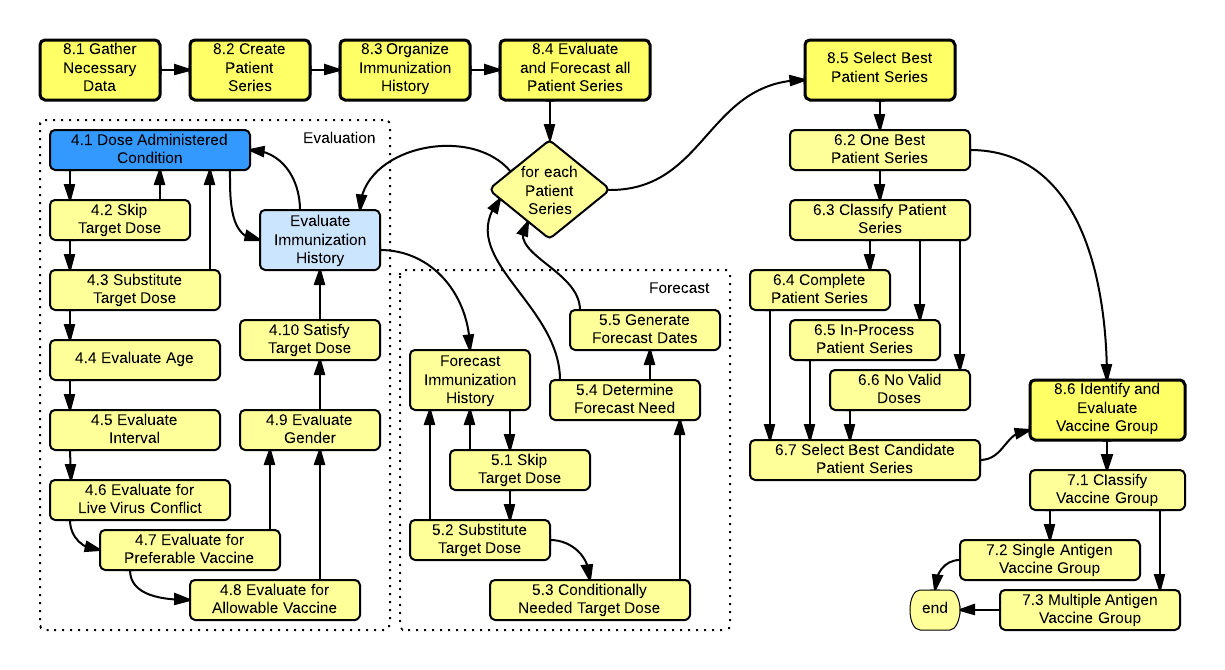 8.1 Gather
Necessary
Data
8.2 Create
Patient
Series
8.3 Organize
Immunization
History
8.4 Evaluate
and Forecast all
Patient Series
8.5 Select Best
Patient Series
Evaluation
4.1 Dose Administered
Condition
4.2 Skip
Target Dose
4.3 Substitute
Target Dose
4.4 Evaluate Age
4.5 Evaluate
Interval
4.6 Evaluate for
Live Virus Conflict
4.7 Evaluate for
Preferable Vaccine
4.8 Evaluate for
Allowable Vaccine
4.9 Evaluate
Gender
4.10 Satisfy
Target Dose
Evaluate
Immunization
History
for each
Patient
Series
Forecast
Forecast
Immunization
History
5.1 Skip
Target Dose
5.2 Substitute
Target Dose
5.3 Conditionally
Needed Target Dose
5.4 Determine
Forecast Need
5.5 Generate
Forecast Dates
6.2 One Best
Patient Series
6.3 Classify Patient
Series
6.4 Complete
Patient Series
6.5 In-Process
Patient Series
6.6 No Valid
Doses
6.7 Select Best Candidate
Patient Series
8.6 Identify and
Evaluate
Vaccine Group
7.1 Classify
Vaccine Group
7.2 Single Antigen
Vaccine Group
7.3 Multiple Antigen
Vaccine Group
end